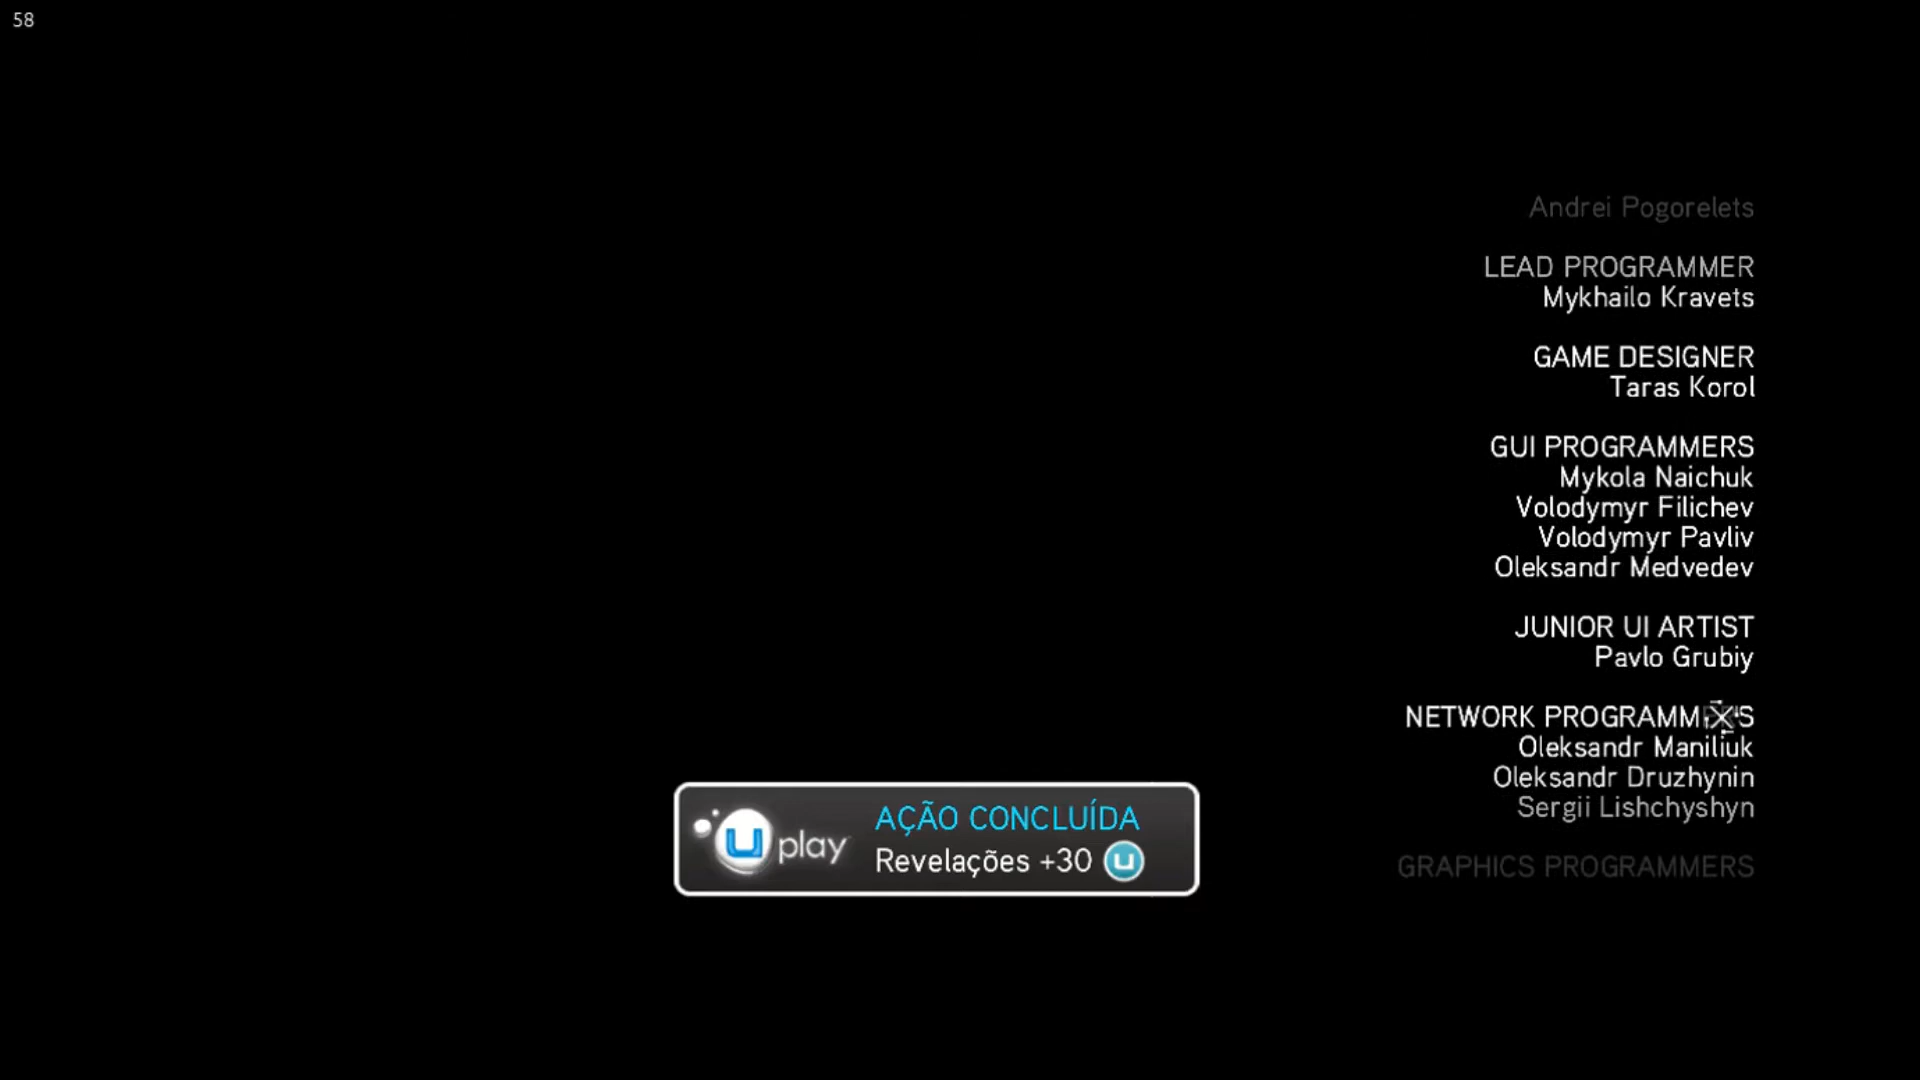 58
Andrei Pogorelets
LEAD PROGRAMMER
Mykhailo Kravets
GAME DESIGNER
Taras Korol
GUI PROGRAMMERS
Mykola Naichuk
Volodymyr Filichev
Volodymyr Pavliv
Oleksandr Medvedev
JUNIOR UI ARTIST
Pavlo Grubiy
NETWORK PROGRAMMERS
Oleksandr Maniliuk
Oleksandr Druzhynin
Sergii Lishchyshyn
GRAPHICS PROGRAMMERS
U play
AÇÃO CONCLUÍDA
Revelações +30 U